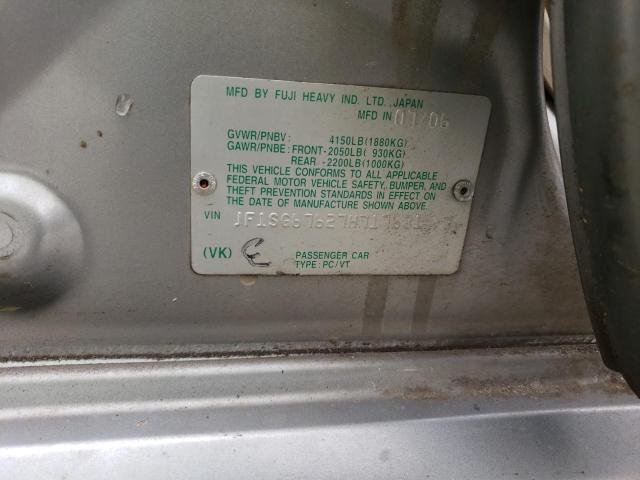 MFD BY FUJI HEAVY IND. LTD., JAPAN
MFD IN 07/06
GVWR/PNBV : 4150LB(1880KG)
GAWR/PNBE: FRONT-2050LB( 930KG)
REAR -2200LB(1000KG)
THIS VEHICLE CONFORMS TO ALL APPLICABLE
FEDERAL MOTOR VEHICLE SAFETY, BUMPER, AND
THEFT PREVENTION STANDARDS IN EFFECT ON
THE DATE OF MANUFACTURE SHOWN ABOVE.
VIN
(VK) PASSENGER CAR
TYPE: PC/VT